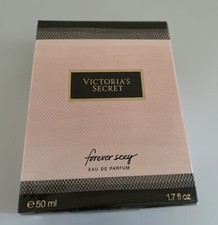 VICTORIA'S
SECRET
forever sexy
EAU DE PARFUM
℮ 50 ml 1.7 fl oz